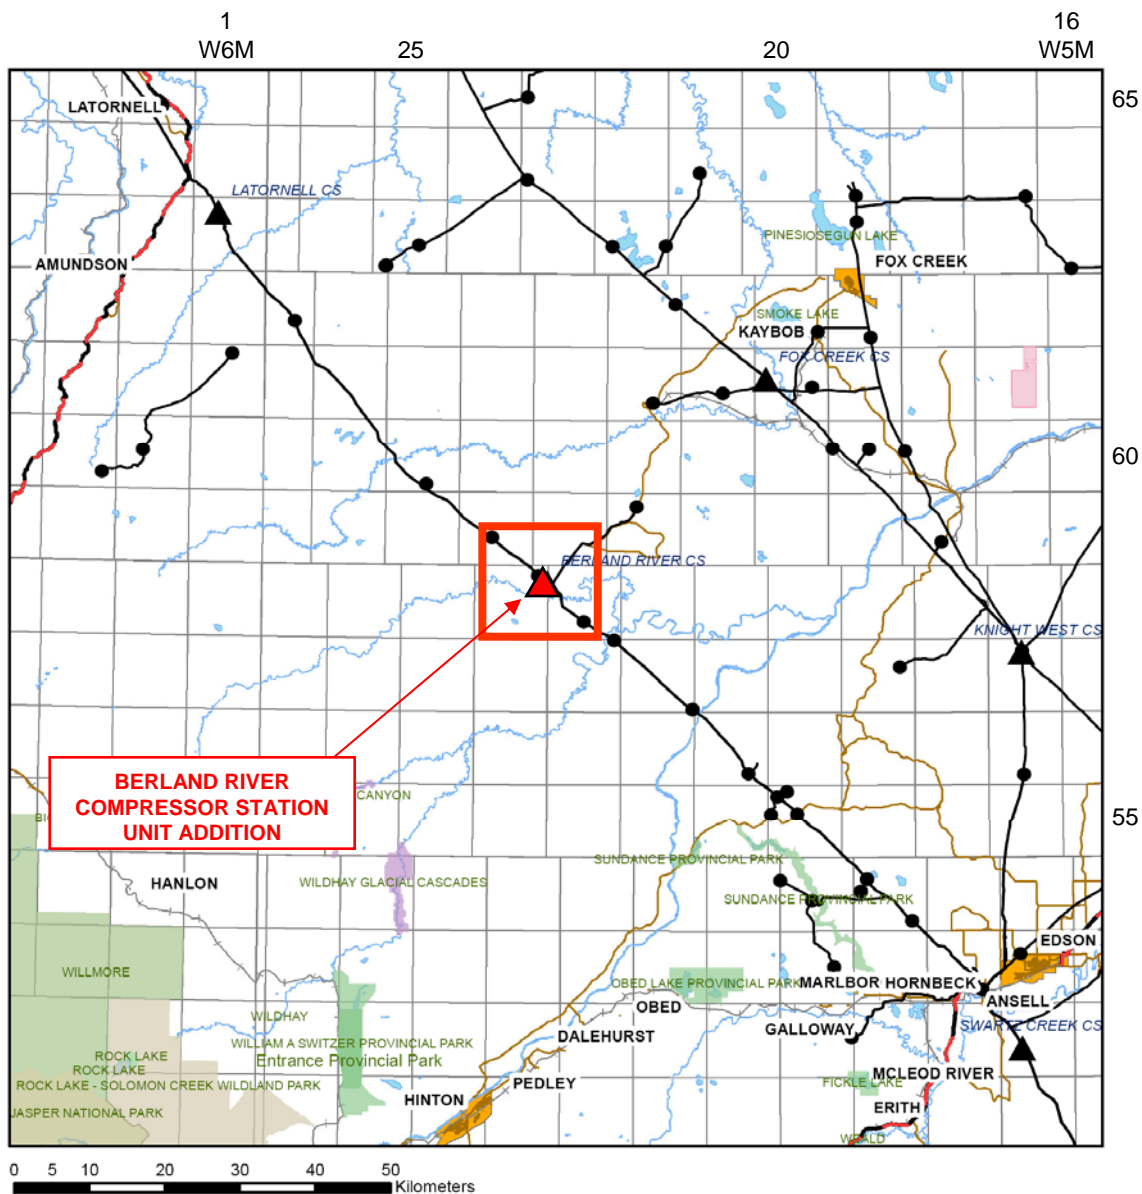 1
16
W6M
25
20
W5M
65
LATORNELL
LATORNELL CS
PINESIOSEGUN LAKE
AMUNDSON
FOX CREEK
SMOKE LAKE
KAYBOB
FOX CREEK CS
60
BERLAND RIVER CS
KNIGHT WEST CS
BERLAND RIVER
COMPRESSOR STATION
UNIT ADDITION
CANYON
55
SUNDANCE PROVINCIAL PARK
HANLON
WILDHAY GLACIAL CASCADES
SUNDANCE PROVINCIAL PARK
EDSON
WILLMORE
OBED LAKE PROVINCIAL PARK
MARLBOR
HORNBECK
ANSELL
OBED
WILDHAY
GALLOWAY
SWARTZ CREEK CS
DALEHURST
WILLIAM A SWITZER PROVINCIAL PARK
ROCK LAKE
Entrance Provincial Park
ROCK LAKE
MCLEOD RIVER
ROCK LAKE - SOLOMON CREEK WILDLAND PARK
PEDLEY
FICKLE LAKE
HINTON
ERITH
JASPER NATIONAL PARK
WEALD
0 5 10 20 30 40 50
Kilometers